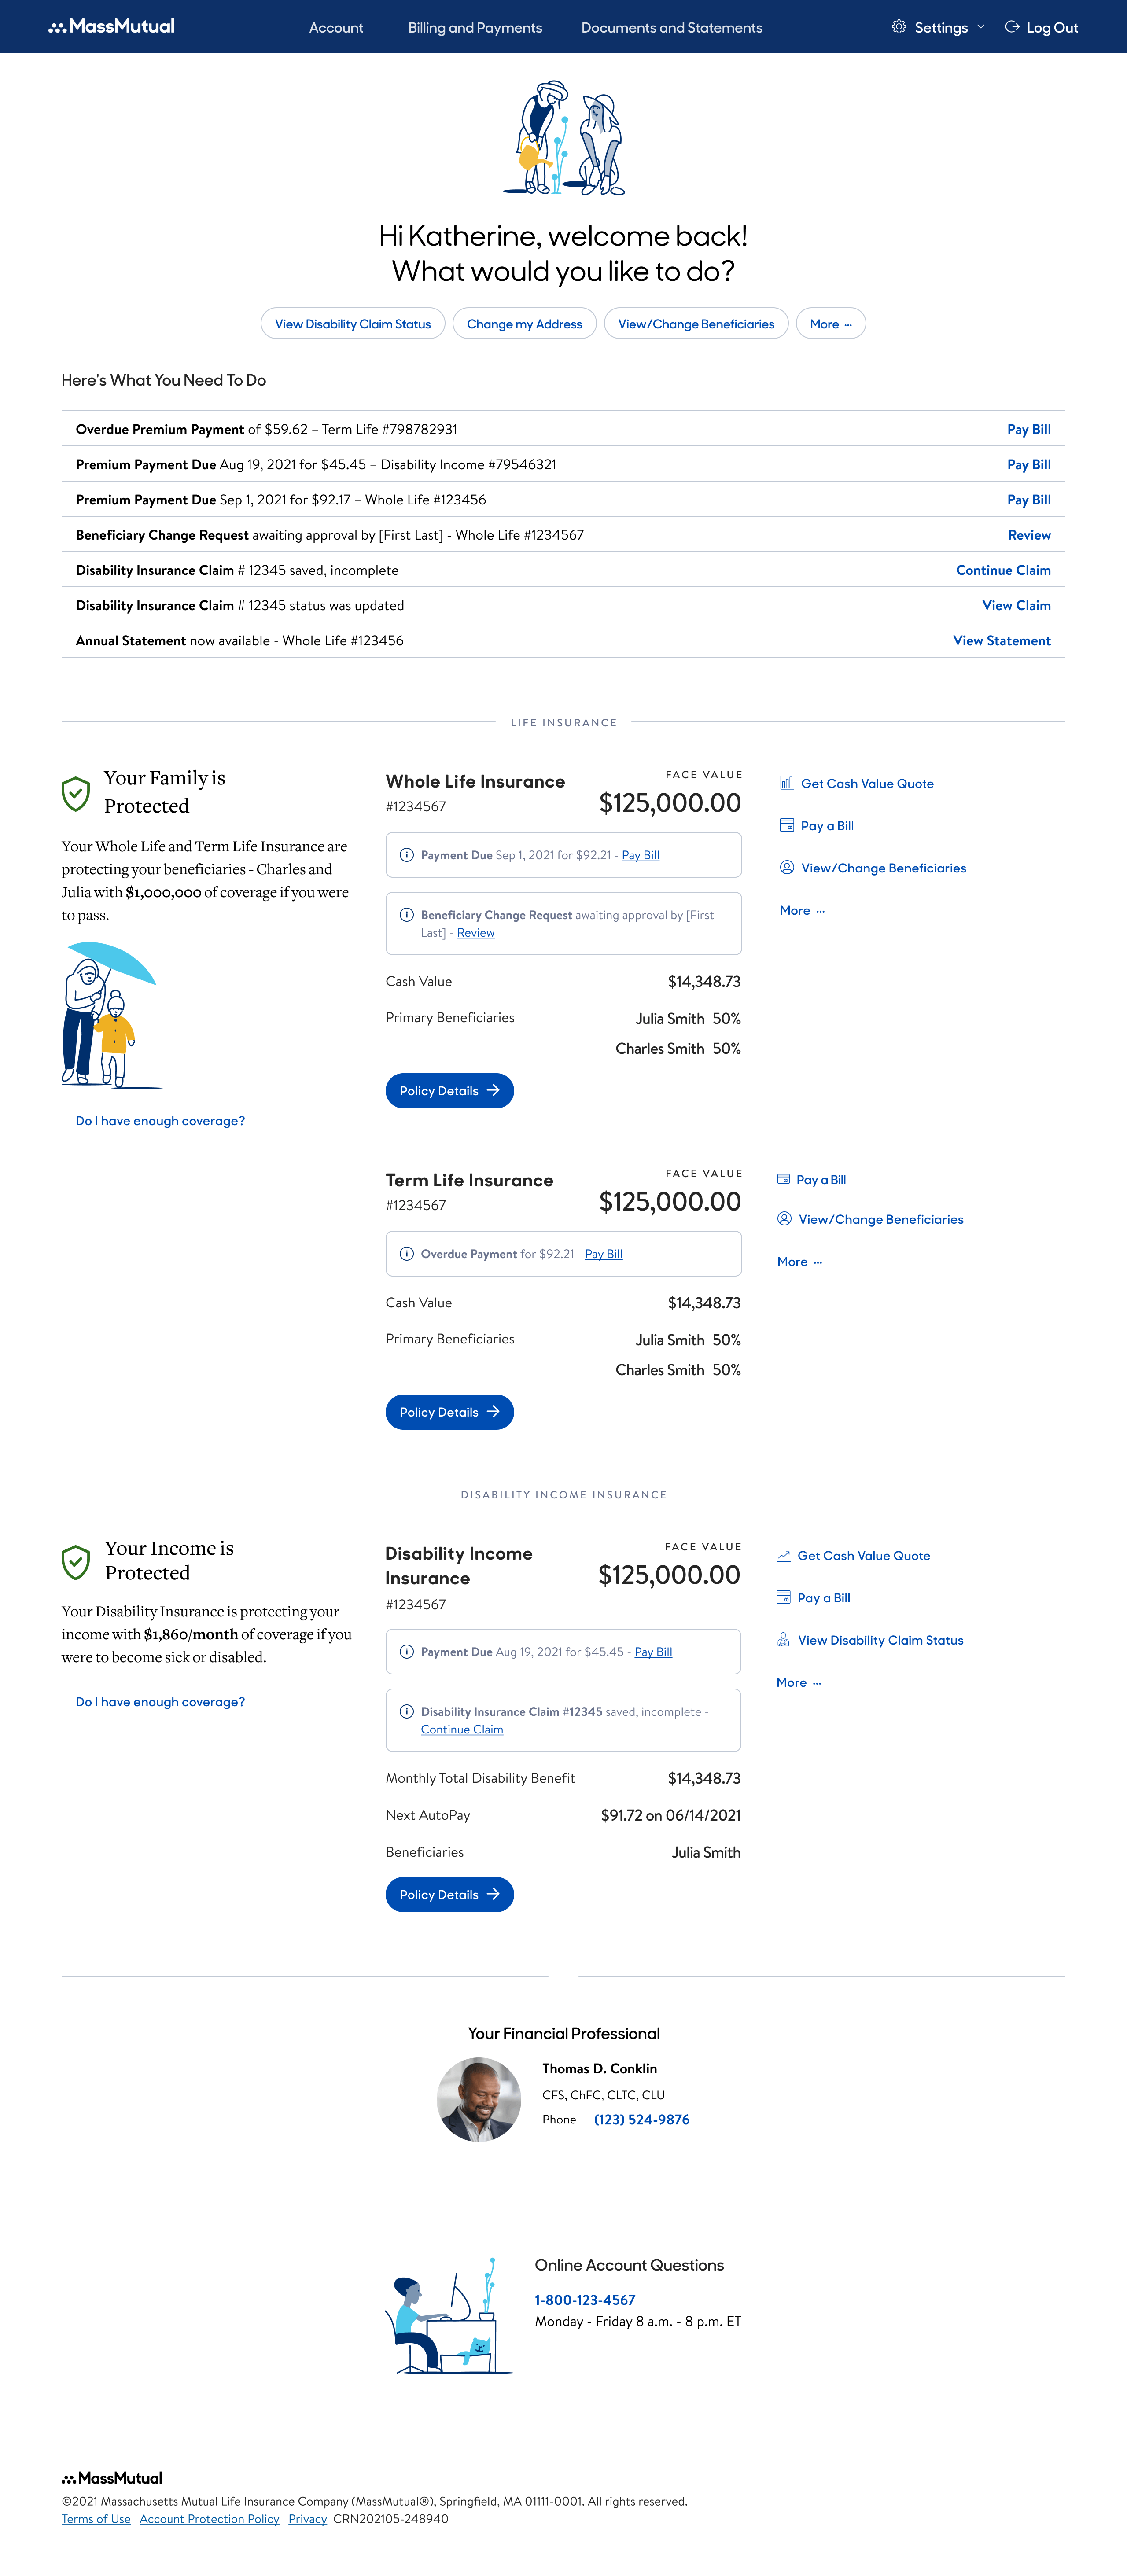 MassMutual
Account
Billing and Payments
Documents and Statements
Settings
Log Out
Hi Katherine, welcome back!
What would you like to do?
View Disability Claim Status
Change my Address
View/Change Beneficiaries
More ···
Here's What You Need To Do
Overdue Premium Payment of $59.62 – Term Life #798782931
Pay Bill
Premium Payment Due Aug 19, 2021 for $45.45 – Disability Income #79546321
Pay Bill
Premium Payment Due Sep 1, 2021 for $92.17 – Whole Life #123456
Pay Bill
Beneficiary Change Request awaiting approval by [First Last] - Whole Life #1234567
Review
Disability Insurance Claim # 12345 saved, incomplete
Continue Claim
Disability Insurance Claim # 12345 status was updated
View Claim
Annual Statement now available - Whole Life #123456
View Statement
LIFE INSURANCE
Your Family is
Protected
Your Whole Life and Term Life Insurance are
protecting your beneficiaries - Charles and
Julia with $1,000,000 of coverage if you were
to pass.
Do I have enough coverage?
Whole Life Insurance
#1234567
FACE VALUE
$125,000.00
Payment Due Sep 1, 2021 for $92.21 - Pay Bill
Beneficiary Change Request awaiting approval by [First
Last] - Review
Cash Value
$14,348.73
Primary Beneficiaries
Julia Smith 50%
Charles Smith 50%
Policy Details
Get Cash Value Quote
Pay a Bill
View/Change Beneficiaries
More ···
Term Life Insurance
#1234567
FACE VALUE
$125,000.00
Overdue Payment for $92.21 - Pay Bill
Cash Value
$14,348.73
Primary Beneficiaries
Julia Smith 50%
Charles Smith 50%
Policy Details
Pay a Bill
View/Change Beneficiaries
More ···
DISABILITY INCOME INSURANCE
Your Income is
Protected
Your Disability Insurance is protecting your
income with $1,860/month of coverage if you
were to become sick or disabled.
Do I have enough coverage?
Disability Income
Insurance
#1234567
FACE VALUE
$125,000.00
Payment Due Aug 19, 2021 for $45.45 - Pay Bill
Disability Insurance Claim #12345 saved, incomplete -
Continue Claim
Monthly Total Disability Benefit
$14,348.73
Next AutoPay
$91.72 on 06/14/2021
Beneficiaries
Julia Smith
Policy Details
Get Cash Value Quote
Pay a Bill
View Disability Claim Status
More ···
Your Financial Professional
Thomas D. Conklin
CFS, ChFC, CLTC, CLU
Phone (123) 524-9876
Online Account Questions
1-800-123-4567
Monday - Friday 8 a.m. - 8 p.m. ET
MassMutual
©2021 Massachusetts Mutual Life Insurance Company (MassMutual®), Springfield, MA 01111-0001. All rights reserved.
Terms of Use Account Protection Policy Privacy CRN202105-248940